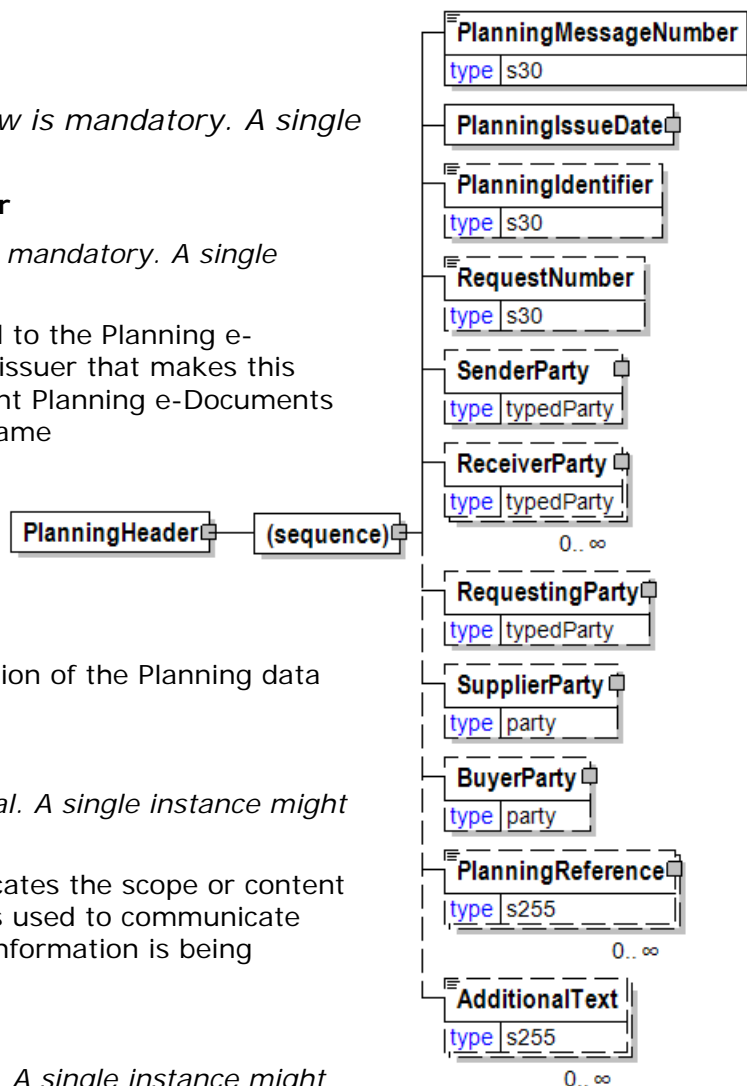 w is mandatory. A single
r
mandatory. A single
l to the Planning e-
issuer that makes this
nt Planning e-Documents
ame
ion of the Planning data
al. A single instance might
cates the scope or content
s used to communicate
nformation is being
. A single instance might
PlanningHeader
(sequence)
PlanningMessageNumber
type s30
PlanningIssueDate
PlanningIdentifier
type s30
RequestNumber
type s30
SenderParty
type typedParty
ReceiverParty
type typedParty
0.. ∞
RequestingParty
type typedParty
SupplierParty
type party
BuyerParty
type party
PlanningReference
type s255
0.. ∞
AdditionalText
type s255
0.. ∞